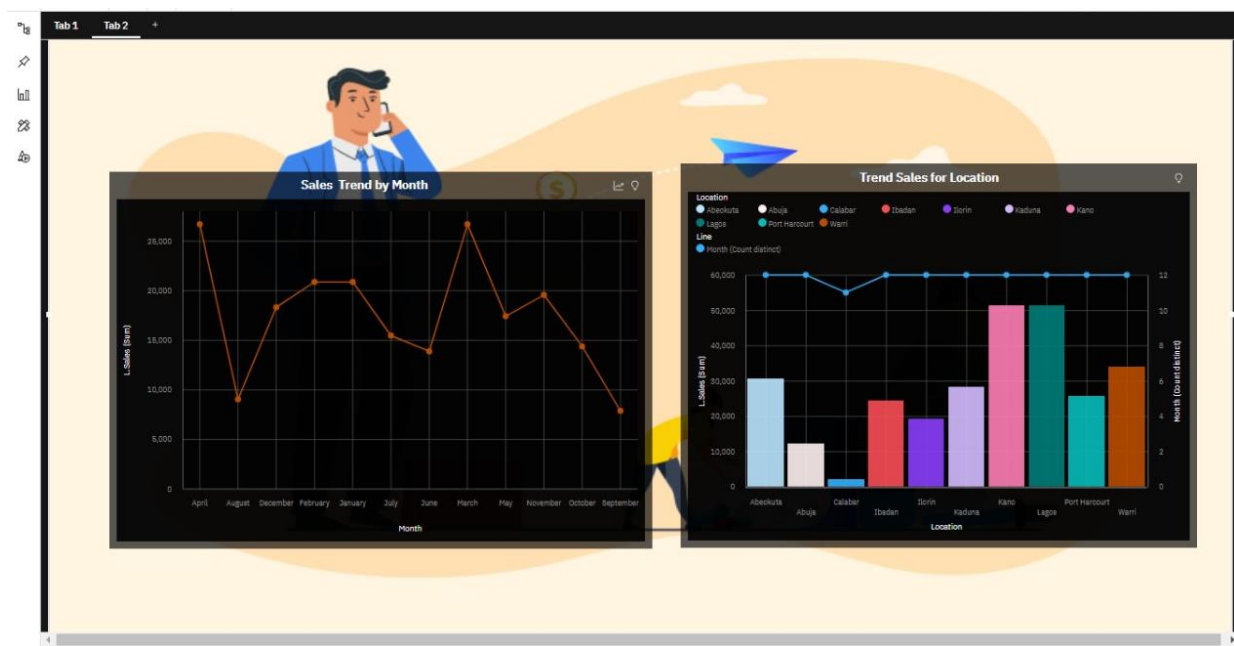 Tab 1 Tab 2 +
Sales Trend by Month
L.Sales (Sum)
25,000
20,000
15,000
10,000
5,000
0
April August December February January July June March May November October September
Month
$
Trend Sales for Location
Location
Abeokuta Abuja Calabar Ibadan Ilorin Kaduna Kano
Lagos Port Harcourt Warri
Line
Month (Count distinct)
L.Sales (Sum)
60,000
50,000
40,000
30,000
20,000
10,000
0
12
10
8
6
4
2
0
Month (Count distinct)
Abeokuta Calabar Ilorin Kano Port Harcourt
Abuja Ibadan Kaduna Lagos Warri
Location